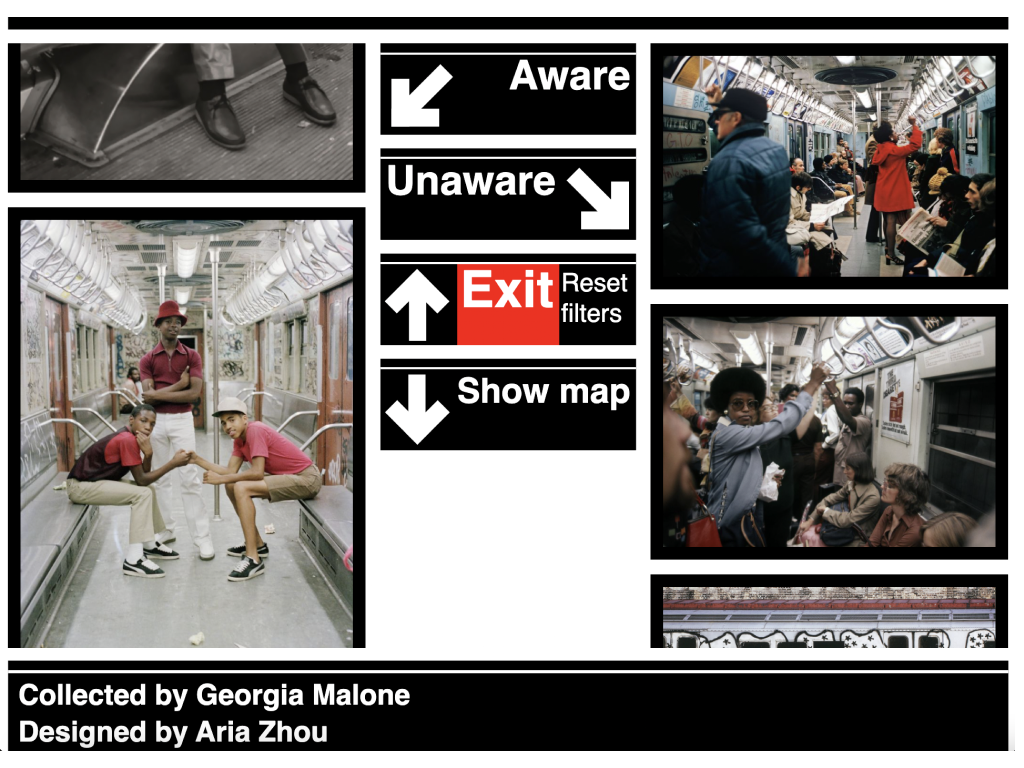 Aware
Unaware
Exit
Reset
filters
Show map
Collected by Georgia Malone
Designed by Aria Zhou